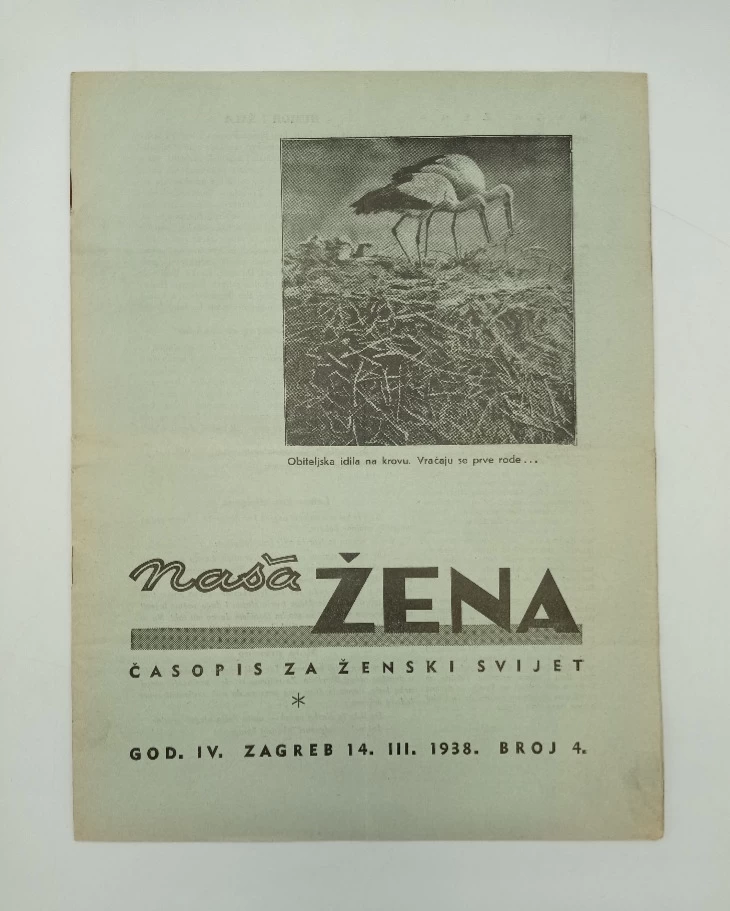 Obiteljska idila na krovu. Vraćaju se prve rode...
naša ŽENA
ČASOPIS ZA ŽENSKI SVIJET
*
GOD. IV. ZAGREB 14. III. 1938. BROJ 4.